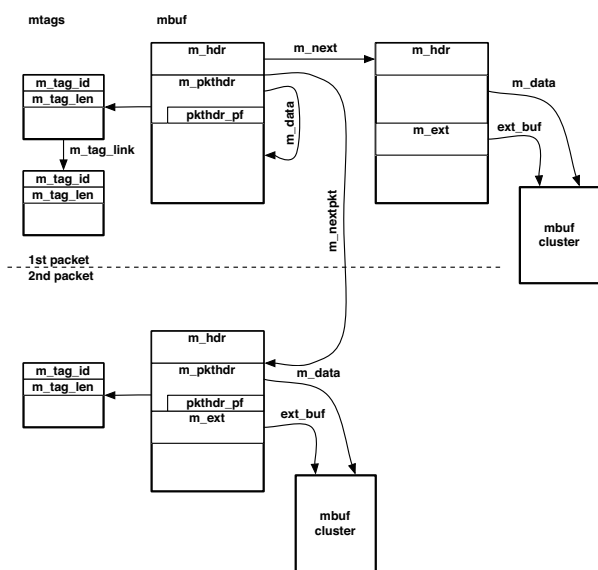 mtags
mbuf
m_hdr
m_next
m_hdr
m_tag_id
m_pkthdr
m_data
m_tag_len
pkthdr_pf
m_data
m_ext
ext_buf
m_tag_link
m_tag_id
m_tag_len
m_nextpkt
mbuf
cluster
1st packet
2nd packet
m_hdr
m_tag_id
m_pkthdr
m_data
m_tag_len
pkthdr_pf
m_ext
ext_buf
mbuf
cluster